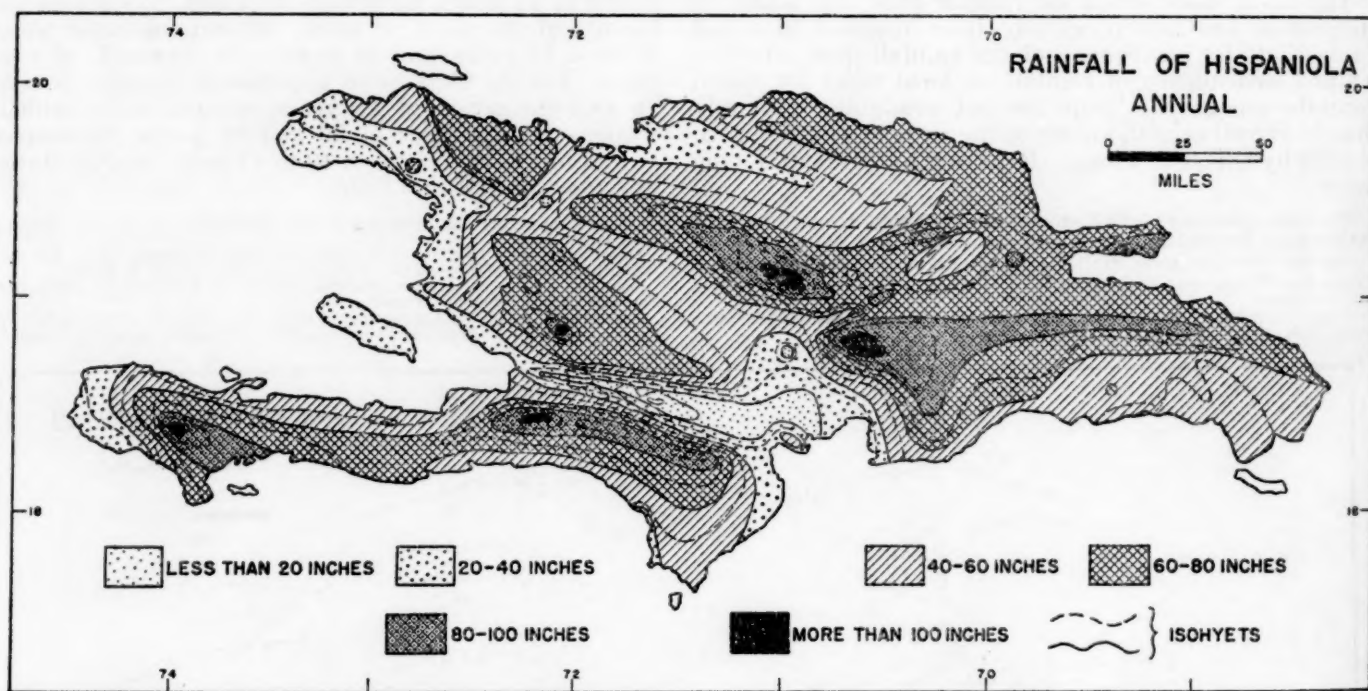 74
72
70
20
20
RAINFALL OF HISPANIOLA
ANNUAL
0 25 50
MILES
18
18
LESS THAN 20 INCHES
20-40 INCHES
40-60 INCHES
60-80 INCHES
80-100 INCHES
MORE THAN 100 INCHES
ISOHYETS
74
72
70